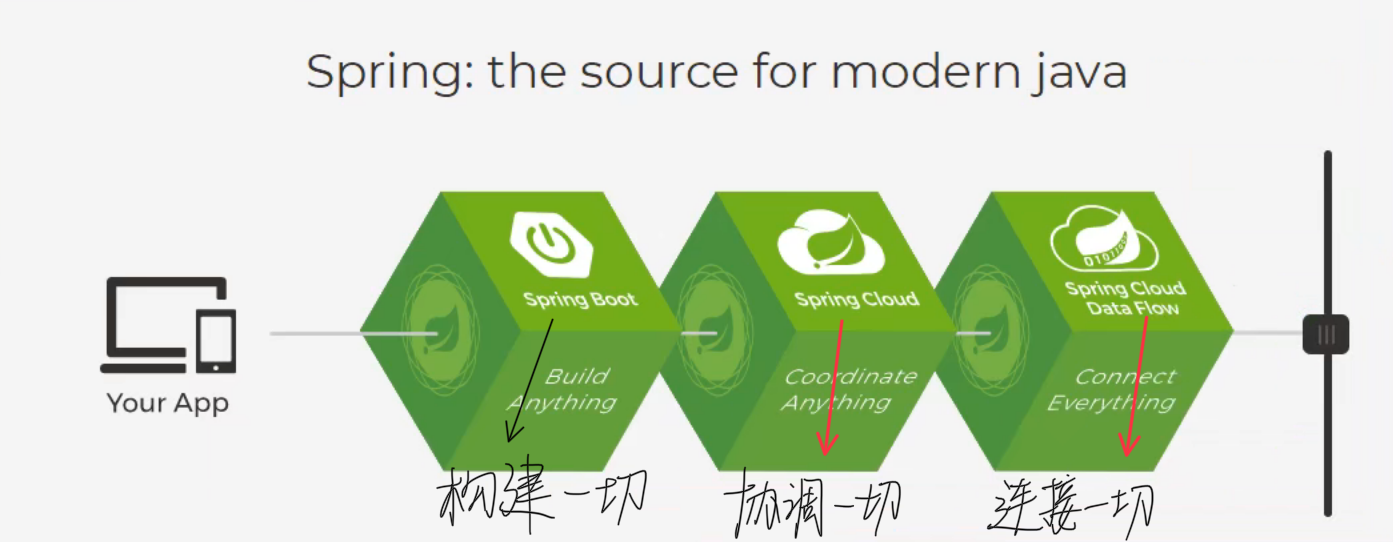 Spring: the source for modern java
Your App
Spring Boot
Build
Anything
构建一切
Spring Cloud
Coordinate
Anything
协调一切
Spring Cloud
Data Flow
010110
Connect
Everything
连接一切